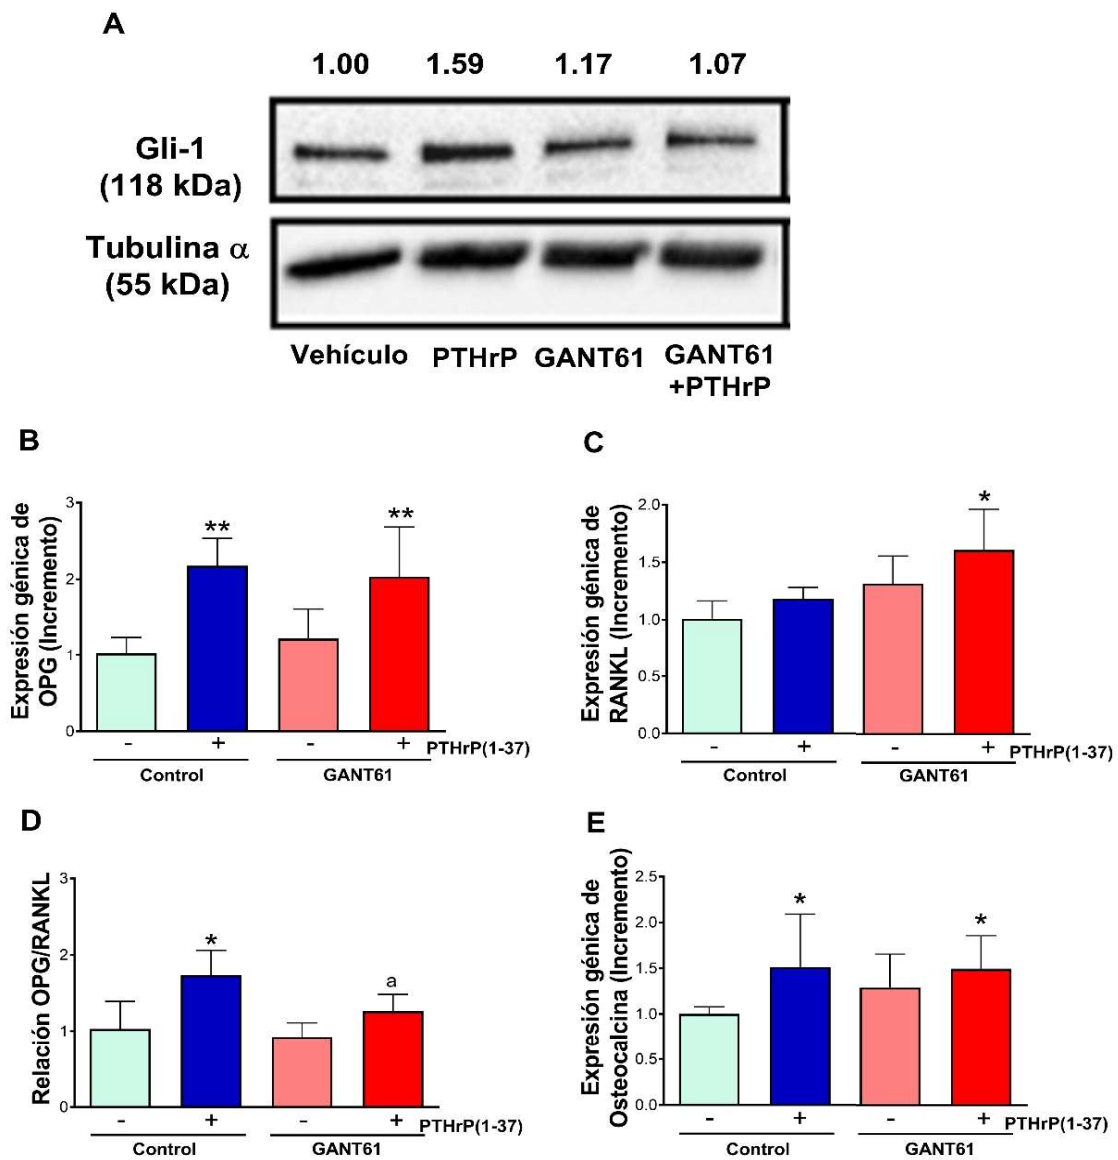 A
1.00 1.59 1.17 1.07
Gli-1
(118 kDa)
Tubulina α
(55 kDa)
Vehículo PTHrP GANT61 GANT61
+PTHrP
B
Expresión génica de
OPG (Incremento)
3
2
1
0
**
**
- + - + PTHrP(1-37)
Control GANT61
C
Expresión génica de
RANKL (Incremento)
2.0
1.5
1.0
0.5
0.0
*
- + - + PTHrP(1-37)
Control GANT61
D
Relación OPG/RANKL
3
2
1
0
*
a
- + - + PTHrP(1-37)
Control GANT61
E
Expresión génica de
Osteocalcina (Incremento)
2.5
2.0
1.5
1.0
0.5
0.0
*
*
- + - + PTHrP(1-37)
Control GANT61